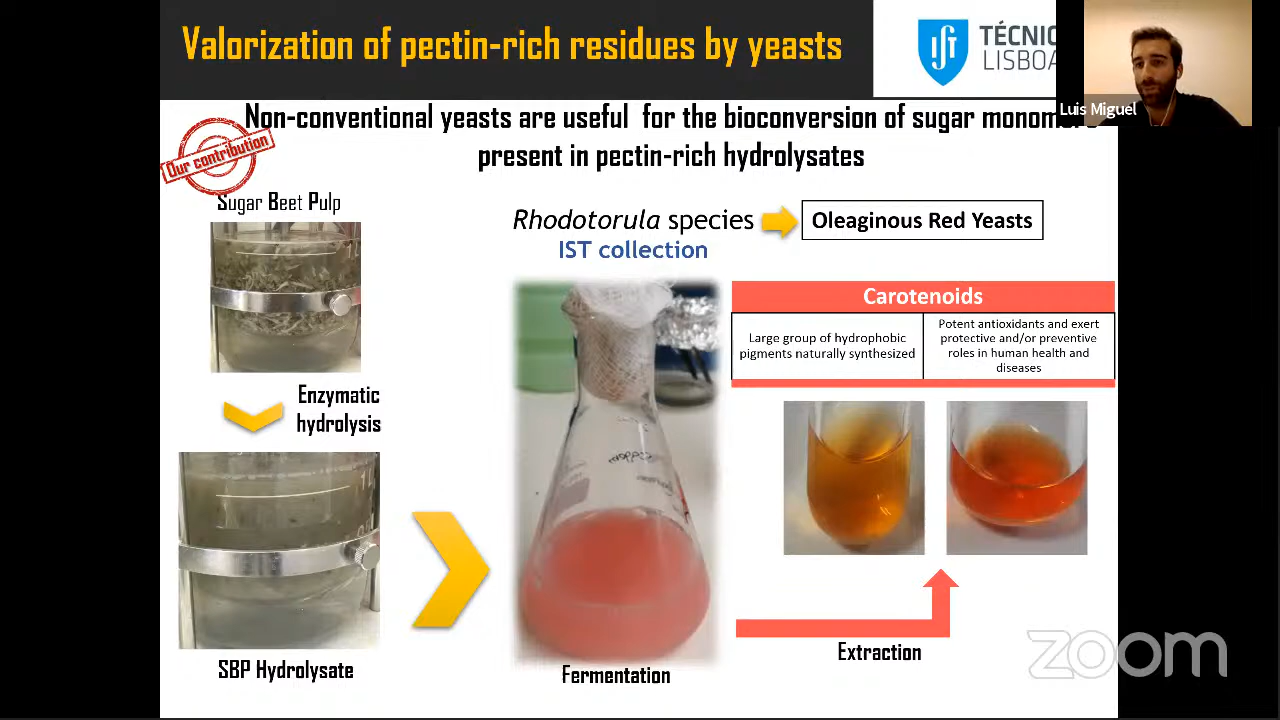 Valorization of pectin-rich residues by yeasts
TÉCNIC
LISBOA
Luis Miguel
Non-conventional yeasts are useful for the bioconversion of sugar monom
present in pectin-rich hydrolysates
Our contribution
Sugar Beet Pulp
Rhodotorula species
Oleaginous Red Yeasts
IST collection
Enzymatic
hydrolysis
Carotenoids
Large group of hydrophobic
pigments naturally synthesized
Potent antioxidants and exert
protective and/or preventive
roles in human health and
diseases
SBP Hydrolysate
Fermentation
Extraction
zoom